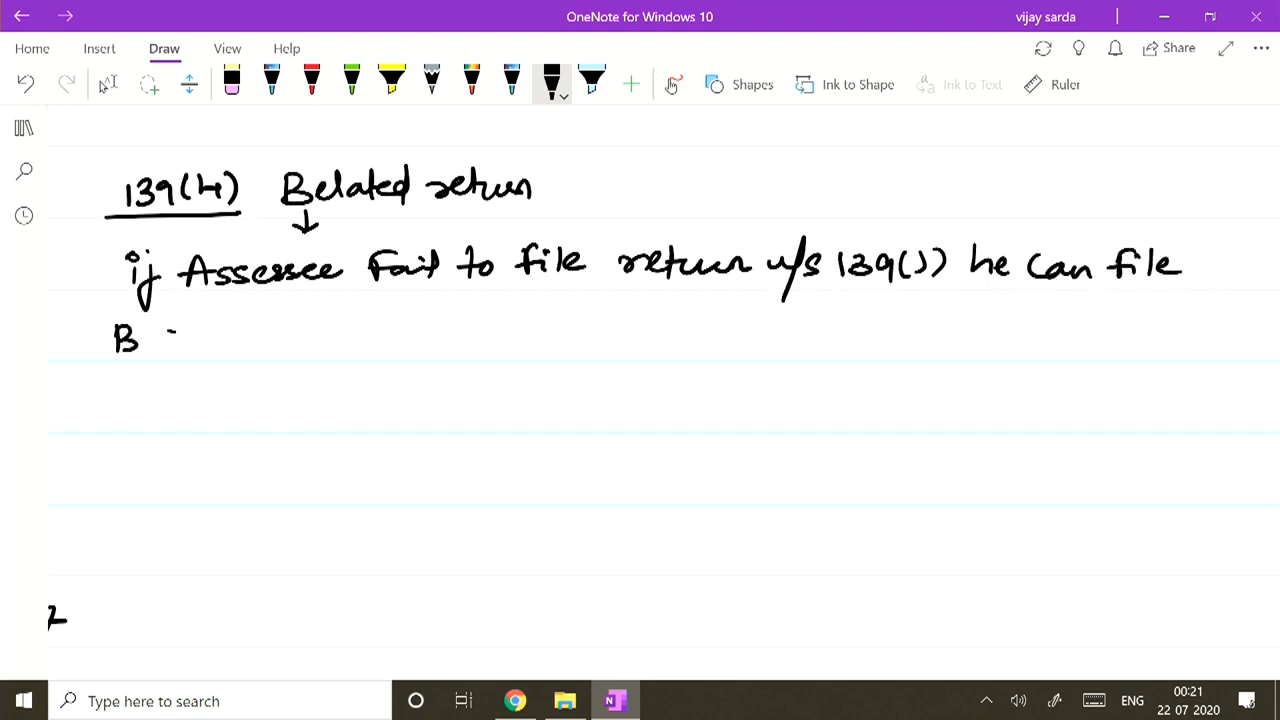 OneNote for Windows 10
vijay sarda
Home Insert Draw View Help
Share
Shapes Ink to Shape Ink to Text Ruler
139(4) Belated return
if Assessee Fail to file return u/s 139(1) he can file
B
2
Type here to search
ENG
00:21
22-07-2020